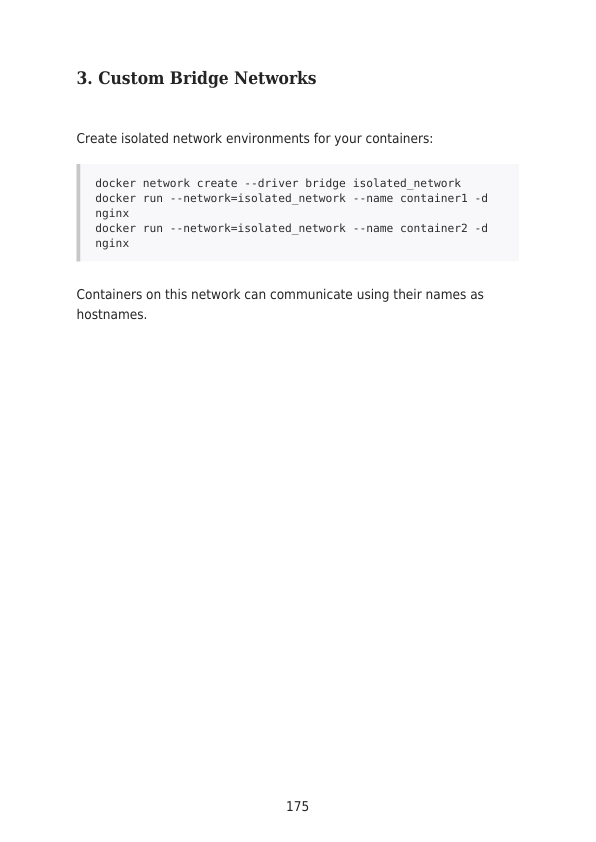 3. Custom Bridge Networks
Create isolated network environments for your containers:
docker network create --driver bridge isolated_network
docker run --network=isolated_network --name container1 -d
nginx
docker run --network=isolated_network --name container2 -d
nginx
Containers on this network can communicate using their names as
hostnames.
175